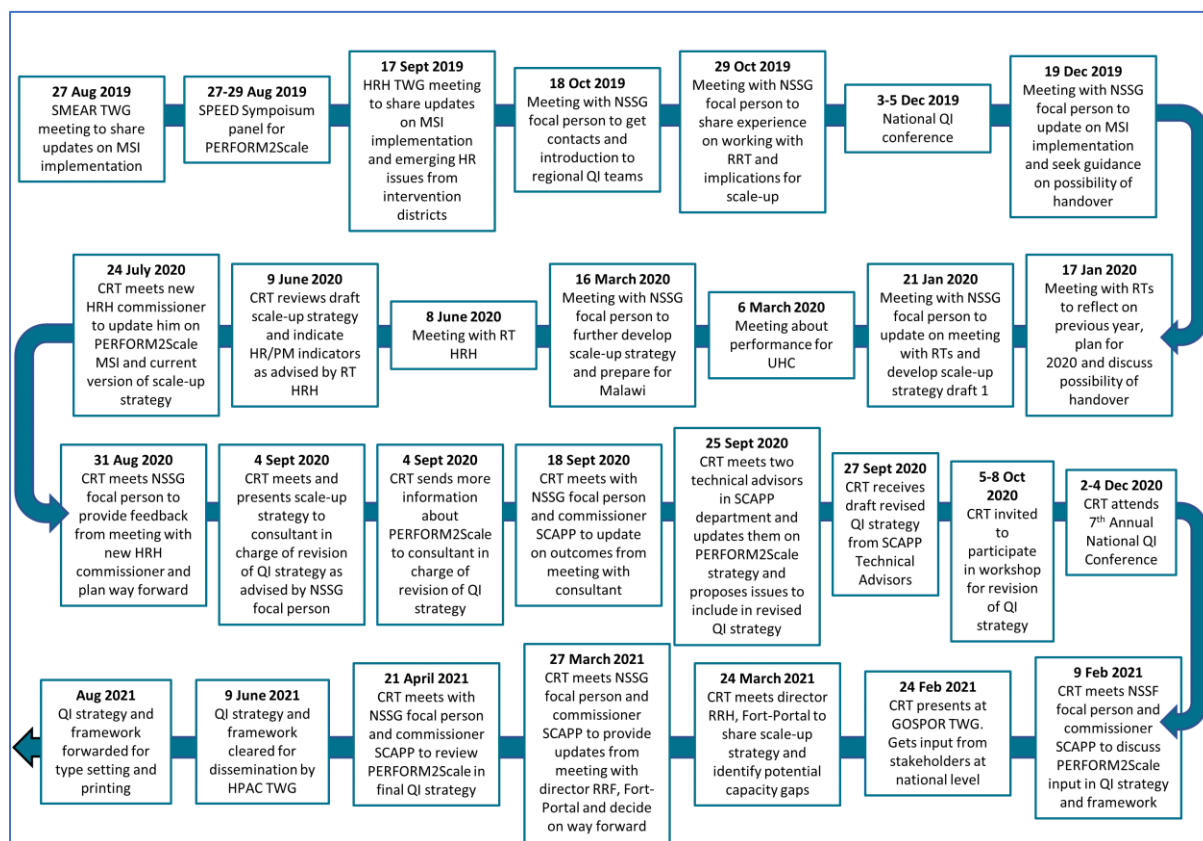 27 Aug 2019
SMEAR TWG
meeting to share
updates on MSI
implementation
27-29 Aug 2019
SPEED Sympoisum
panel for
PERFORM2Scale
17 Sept 2019
HRH TWG meeting
to share updates
on MSI
implementation
and emerging HR
issues from
intervention
districts
18 Oct 2019
Meeting with NSSG
focal person to get
contacts and
introduction to
regional QI teams
29 Oct 2019
Meeting with NSSG
focal person to
share experience
on working with
RRT and
implications for
scale-up
3-5 Dec 2019
National QI
conference
19 Dec 2019
Meeting with NSSG
focal person to
update on MSI
implementation
and seek guidance
on possibility of
handover
17 Jan 2020
Meeting with RTs
to reflect on
previous year,
plan for
2020 and discuss
possibility of
handover
21 Jan 2020
Meeting with NSSG
focal person to
update on meeting
with RTs and
develop scale-up
strategy draft 1
6 March 2020
Meeting about
performance for
UHC
16 March 2020
Meeting with NSSG
focal person to
further develop
scale-up strategy
and prepare for
Malawi
8 June 2020
Meeting with RT
HRH
9 June 2020
CRT reviews draft
scale-up strategy
and indicate
HR/PM indicators
as advised by RT
HRH
24 July 2020
CRT meets new
HRH commissioner
to update him on
PERFORM2Scale
MSI and current
version of scale-up
strategy
31 Aug 2020
CRT meets NSSG
focal person to
provide feedback
from meeting with
new HRH
commissioner and
plan way forward
4 Sept 2020
CRT meets and
presents scale-up
strategy to
consultant in
charge of revision
of QI strategy as
advised by NSSG
focal person
4 Sept 2020
CRT sends more
information about
PERFORM2Scale
to consultant in
charge of revision
of QI strategy
18 Sept 2020
CRT meets with
NSSG focal person
and commissioner
SCAPP to update
on outcomes from
meeting with
consultant
25 Sept 2020
CRT meets two
technical advisors
in SCAPP
department and
updates them on
PERFORM2Scale
strategy and
proposes issues to
include in revised
QI strategy
27 Sept 2020
CRT receives
draft revised
QI strategy
from SCAPP
Technical
Advisors
5-8 Oct
2020
CRT invited
to
participate
in workshop
for revision
of QI
strategy
2-4 Dec 2020
CRT attends
7th Annual
National QI
Conference
9 Feb 2021
CRT meets NSSF
focal person and
commissioner
SCAPP to discuss
PERFORM2Scale
input in QI strategy
and framework
24 Feb 2021
CRT presents at
GOSPOR TWG.
Gets input from
stakeholders at
national level
24 March 2021
CRT meets director
RRH, Fort-Portal to
share scale-up
strategy and
identify potential
capacity gaps
27 March 2021
CRT meets NSSG
focal person and
commissioner
SCAPP to provide
updates from
meeting with
director RRF, Fort-
Portal and decide
on way forward
21 April 2021
CRT meets with
NSSG focal person
and commissioner
SCAPP to review
PERFORM2Scale in
final QI strategy
9 June 2021
QI strategy and
framework
cleared for
dissemination by
HPAC TWG
Aug 2021
QI strategy and
framework
forwarded for
type setting and
printing